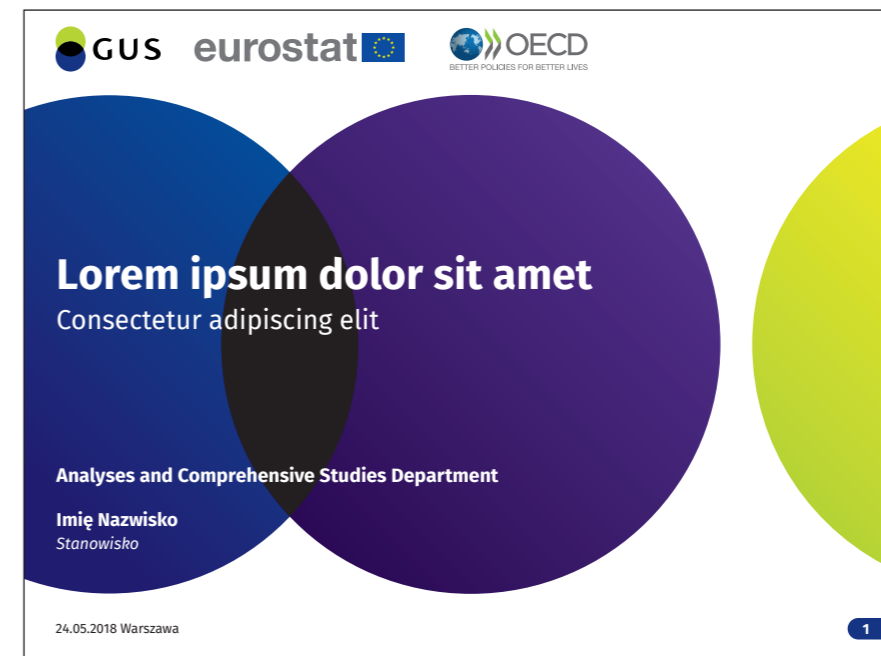 GUS eurostat OECD
BETTER POLICIES FOR BETTER LIVES
Lorem ipsum dolor sit amet
Consectetur adipiscing elit
Analyses and Comprehensive Studies Department
Imię Nazwisko
Stanowisko
24.05.2018 Warszawa
1